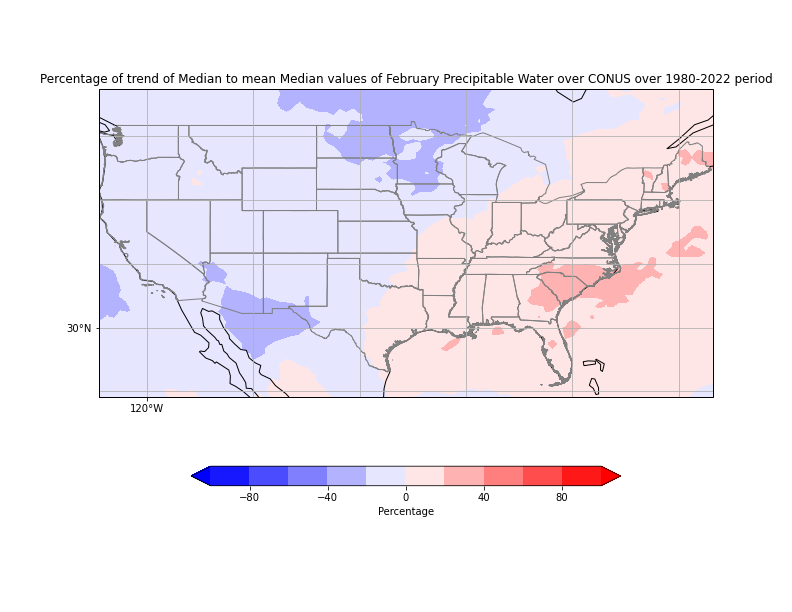 Percentage of trend of Median to mean Median values of February Precipitable Water over CONUS over 1980-2022 period
30°N
120°W
−80 −40 0 40 80
Percentage